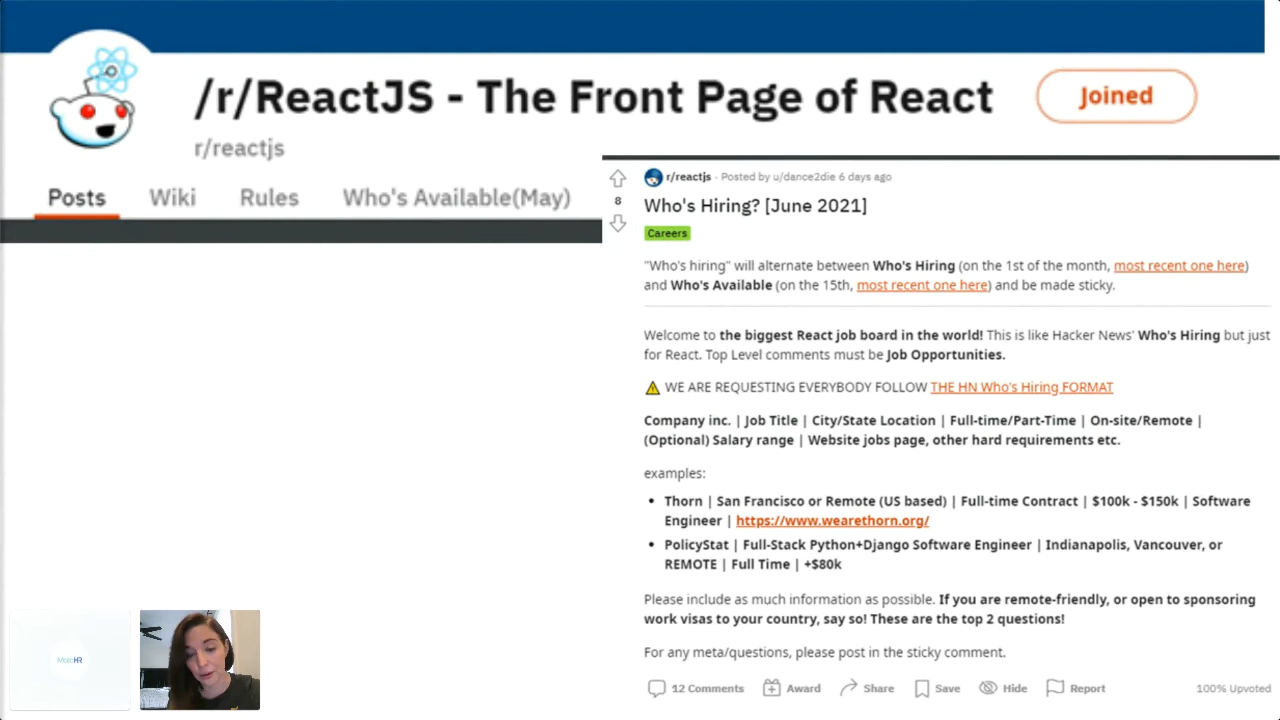 /r/ReactJS - The Front Page of React
Joined
r/reactjs
Posts Wiki Rules Who's Available(May)
r/reactjs · Posted by u/dance2die 6 days ago
8
Who's Hiring? [June 2021]
Careers
"Who's hiring" will alternate between Who's Hiring (on the 1st of the month, most recent one here)
and Who's Available (on the 15th, most recent one here) and be made sticky.
Welcome to the biggest React job board in the world! This is like Hacker News' Who's Hiring but just
for React. Top Level comments must be Job Opportunities.
WE ARE REQUESTING EVERYBODY FOLLOW THE HN Who's Hiring FORMAT
Company inc. | Job Title | City/State Location | Full-time/Part-Time | On-site/Remote |
(Optional) Salary range | Website jobs page, other hard requirements etc.
examples:
• Thorn | San Francisco or Remote (US based) | Full-time Contract | $100k - $150k | Software
Engineer | https://www.wearethorn.org/
• PolicyStat | Full-Stack Python+Django Software Engineer | Indianapolis, Vancouver, or
REMOTE | Full Time | +$80k
Please include as much information as possible. If you are remote-friendly, or open to sponsoring
work visas to your country, say so! These are the top 2 questions!
For any meta/questions, please post in the sticky comment.
12 Comments Award Share Save Hide Report 100% Upvoted